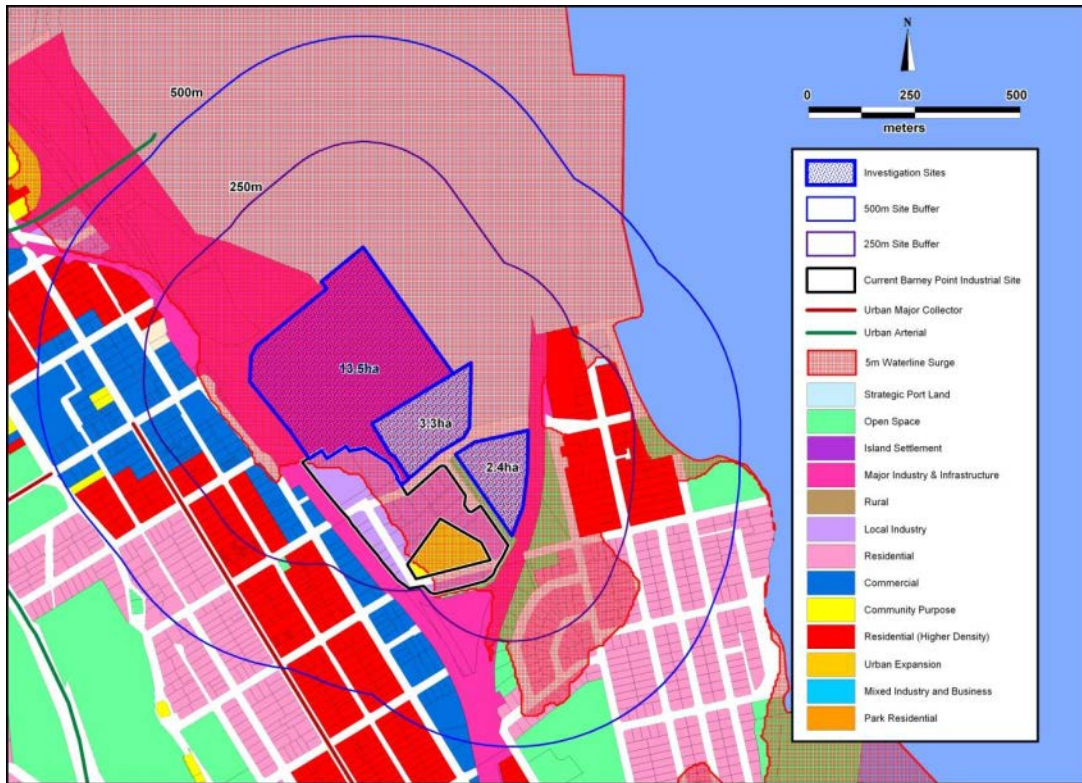 N
0 250 500
meters
500m
250m
13.5ha
3.3ha
2.4ha
Investigation Sites
500m Site Buffer
250m Site Buffer
Current Barney Point Industrial Site
Urban Major Collector
Urban Arterial
5m Waterline Surge
Strategic Port Land
Open Space
Island Settlement
Major Industry & Infrastructure
Rural
Local Industry
Residential
Commercial
Community Purpose
Residential (Higher Density)
Urban Expansion
Mixed Industry and Business
Park Residential